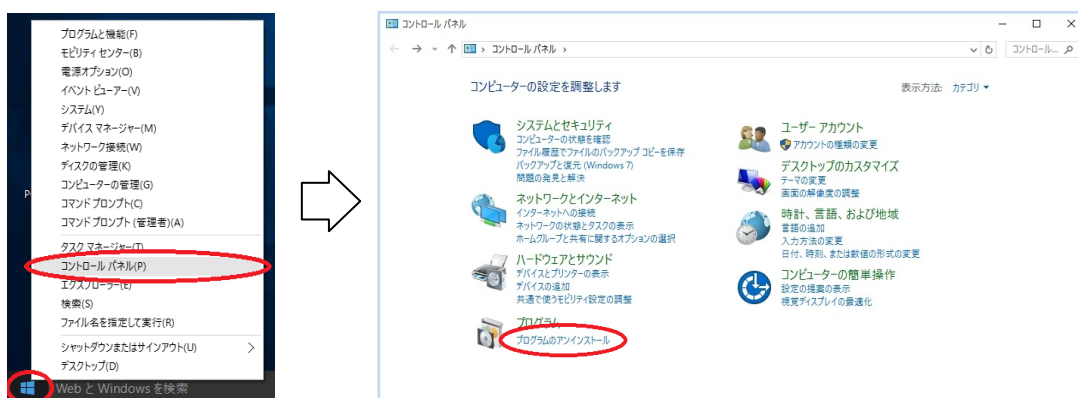 プログラムと機能(F)
モビリティ センター(B)
電源オプション(O)
イベント ビューアー(V)
システム(Y)
デバイス マネージャー(M)
ネットワーク接続(W)
ディスクの管理(K)
コンピューターの管理(G)
コマンド プロンプト(C)
コマンド プロンプト (管理者)(A)
タスク マネージャー(T)
コントロール パネル(P)
エクスプローラー(E)
検索(S)
ファイル名を指定して実行(R)
シャットダウンまたはサインアウト(U)
デスクトップ(D)
Web と Windows を検索
コントロール パネル
コントロール パネル
コントロール...
コンピューターの設定を調整します
表示方法: カテゴリ
システムとセキュリティ
コンピューターの状態を確認
ファイル履歴でファイルのバックアップ コピーを保存
バックアップと復元 (Windows 7)
問題の発見と解決
ネットワークとインターネット
インターネットへの接続
ネットワークの状態とタスクの表示
ホームグループと共有に関するオプションの選択
ハードウェアとサウンド
デバイスとプリンターの表示
デバイスの追加
共通で使うモビリティ設定の調整
プログラム
プログラムのアンインストール
ユーザー アカウント
アカウントの種類の変更
デスクトップのカスタマイズ
テーマの変更
画面の解像度の調整
時計、言語、および地域
言語の追加
入力方法の変更
日付、時刻、または数値の形式の変更
コンピューターの簡単操作
設定の提案の表示
視覚ディスプレイの最適化